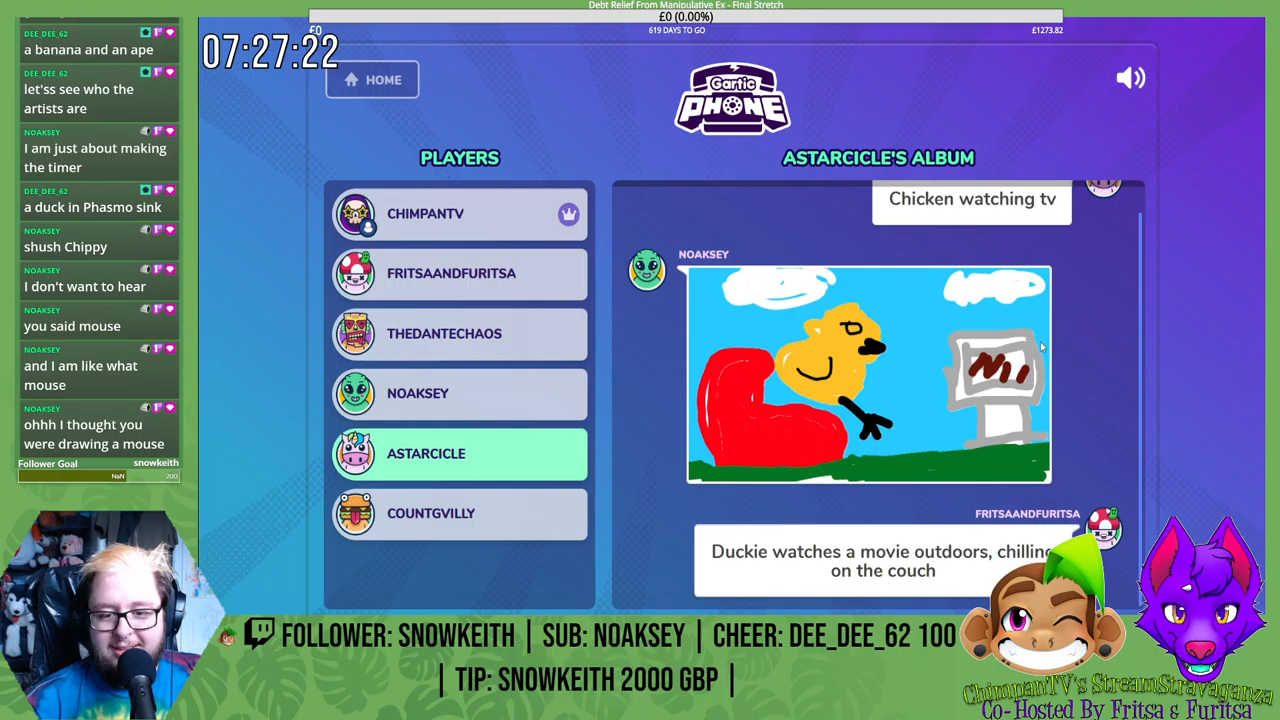 Debt Relief From Manipulative Ex - Final Stretch
£0 (0.00%)
£0
619 DAYS TO GO
£1273.82
07:27:22
HOME
Gartic
PHONE
PLAYERS
ASTARCICLE'S ALBUM
CHIMPANTV
FRITSAANDFURITSA
THEDANTECHAOS
NOAKSEY
ASTARCICLE
COUNTGVILLY
Chicken watching tv
NOAKSEY
FRITSAANDFURITSA
Duckie watches a movie outdoors, chilling
on the couch
DEE_DEE_62
a banana and an ape
DEE_DEE_62
let'ss see who the
artists are
NOAKSEY
I am just about making
the timer
DEE_DEE_62
a duck in Phasmo sink
NOAKSEY
shush Chippy
NOAKSEY
I don't want to hear
NOAKSEY
you said mouse
NOAKSEY
and I am like what
mouse
NOAKSEY
ohhh I thought you
were drawing a mouse
Follower Goal
snowkeith
NaN
200
FOLLOWER: SNOWKEITH | SUB: NOAKSEY | CHEER: DEE_DEE_62 100
| TIP: SNOWKEITH 2000 GBP |
ChimpanTV's StreamStravaganza
Co-Hosted By Fritsa & Furitsa